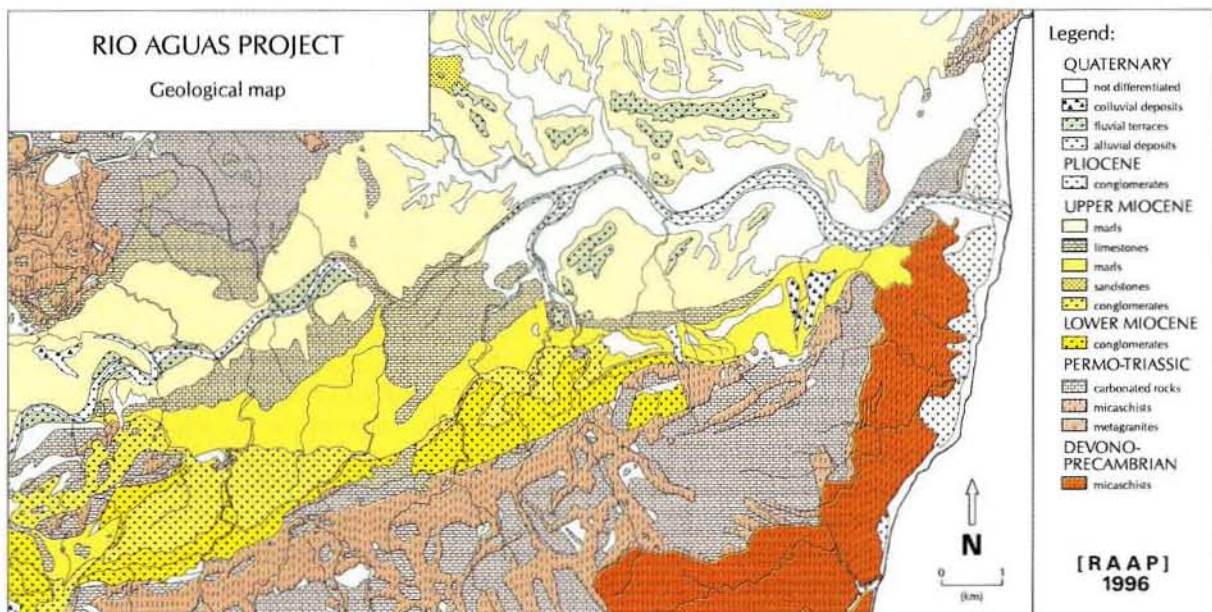 RIO AGUAS PROJECT
Geological map
Legend:
QUATERNARY
not differentiated
colluvial deposits
fluvial terraces
alluvial deposits
PLIOCENE
conglomerates
UPPER MIOCENE
marls
limestones
marls
sandstones
conglomerates
LOWER MIOCENE
conglomerates
PERMO-TRIASSIC
carbonated rocks
micaschists
metagranites
DEVONO-
PRECAMBRIAN
micaschists
N
0 1
(km)
[RAAP]
1996